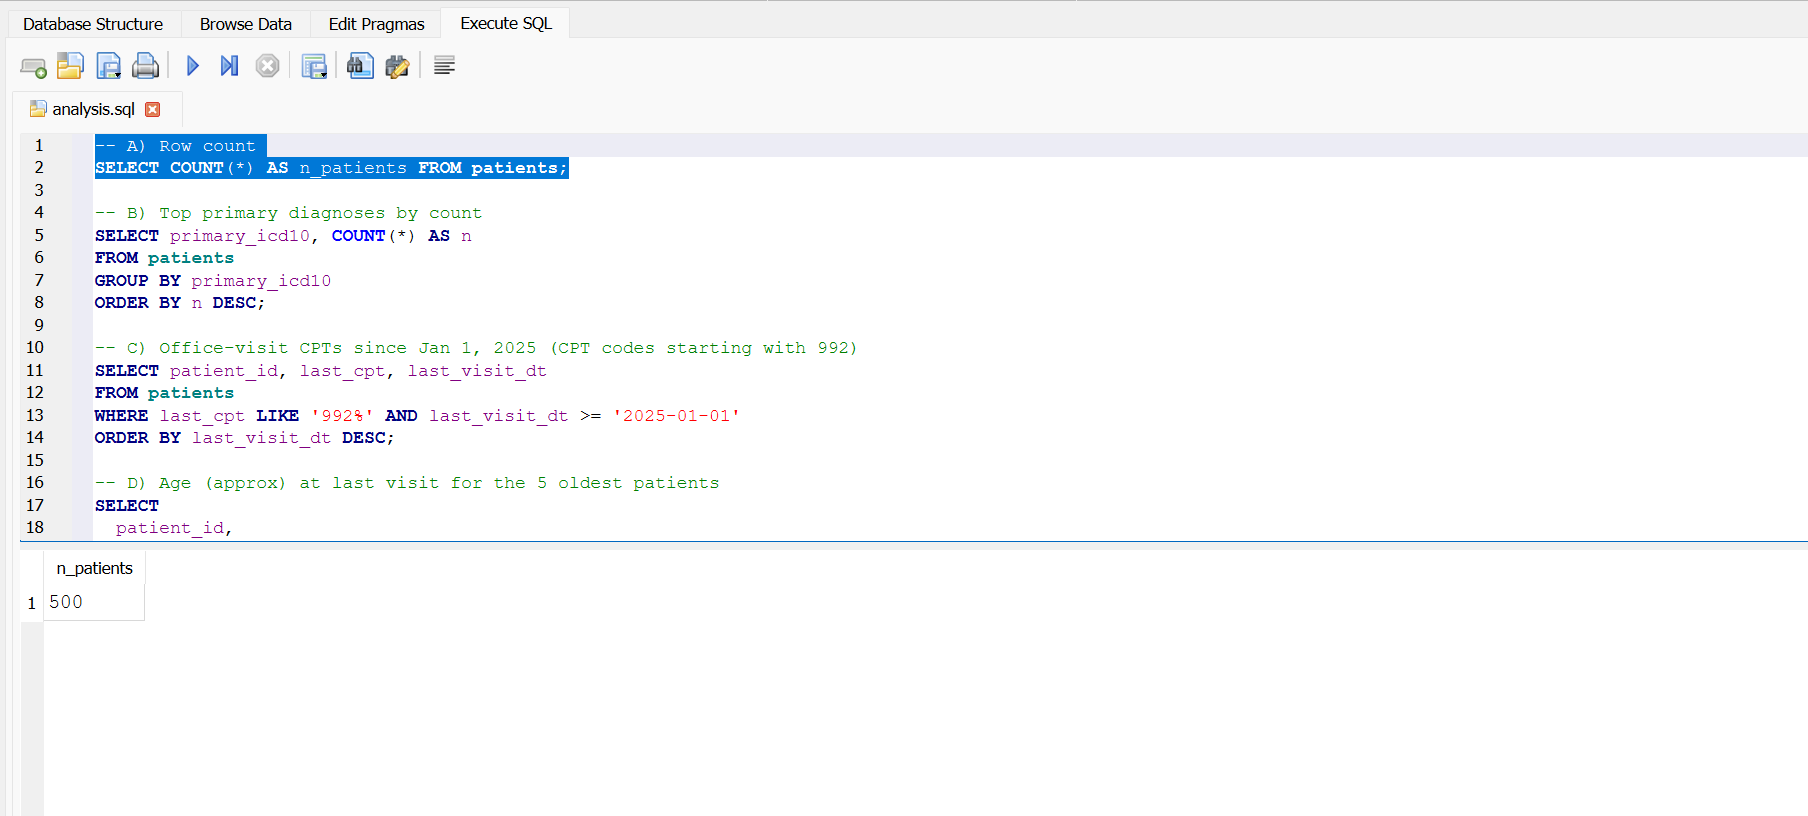 Database Structure Browse Data Edit Pragmas Execute SQL
analysis.sql
1 -- A) Row count
2 SELECT COUNT(*) AS n_patients FROM patients;
3
4 -- B) Top primary diagnoses by count
5 SELECT primary_icd10, COUNT(*) AS n
6 FROM patients
7 GROUP BY primary_icd10
8 ORDER BY n DESC;
9
10 -- C) Office-visit CPTs since Jan 1, 2025 (CPT codes starting with 992)
11 SELECT patient_id, last_cpt, last_visit_dt
12 FROM patients
13 WHERE last_cpt LIKE '992%' AND last_visit_dt >= '2025-01-01'
14 ORDER BY last_visit_dt DESC;
15
16 -- D) Age (approx) at last visit for the 5 oldest patients
17 SELECT
18 patient_id,
n_patients
1 500